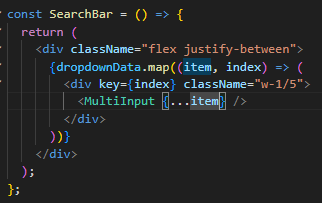 const SearchBar = () => {
  return (
    <div className="flex justify-between">
      {dropdownData.map((item, index) => (
        <div key={index} className="w-1/5">
          <MultiInput {...item} />
        </div>
      ))}
    </div>
  );
};